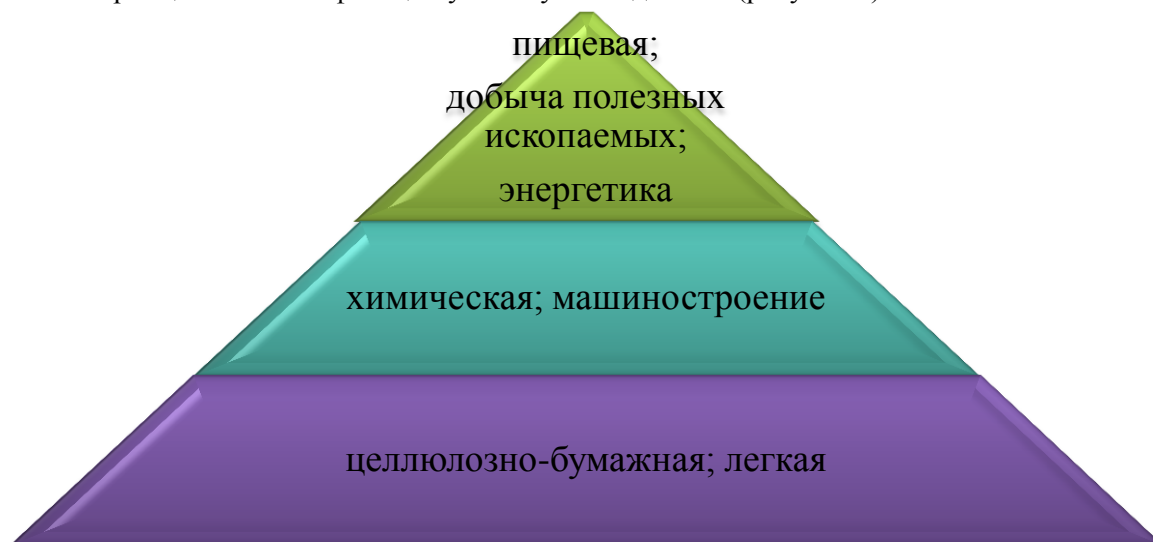 пищевая;
добыча полезных
ископаемых;
энергетика
химическая; машиностроение
целлюлозно-бумажная; легкая